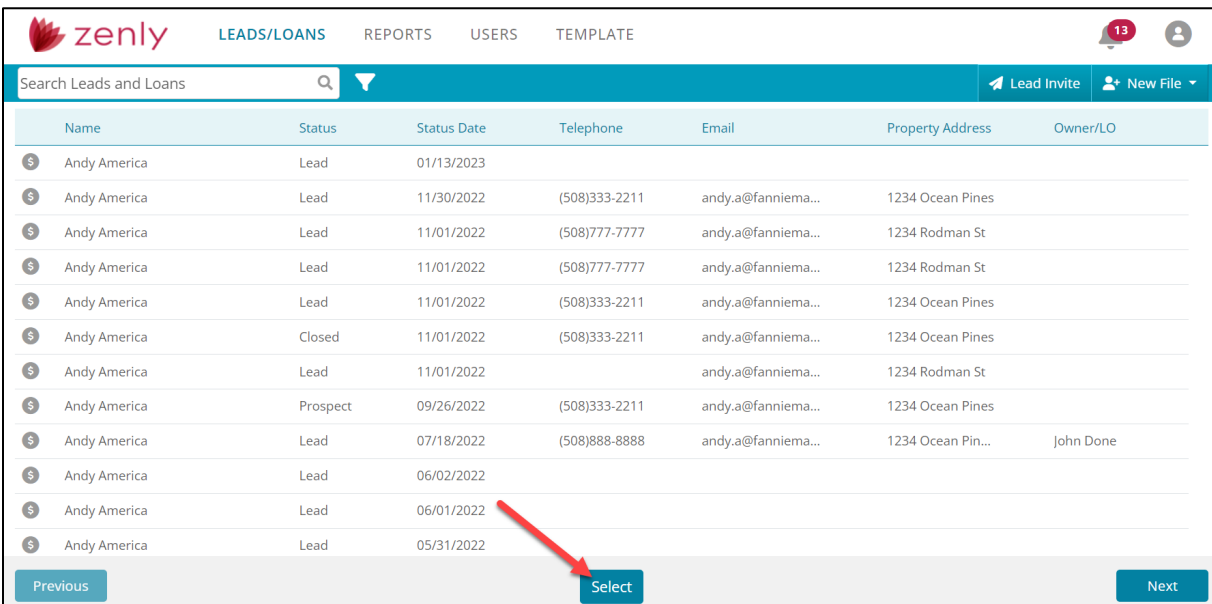 zenly LEADS/LOANS REPORTS USERS TEMPLATE 13
Search Leads and Loans Lead Invite New File
Name Status Status Date Telephone Email Property Address Owner/LO
$ Andy America Lead 01/13/2023
$ Andy America Lead 11/30/2022 (508)333-2211 andy.a@fanniema... 1234 Ocean Pines
$ Andy America Lead 11/01/2022 (508)777-7777 andy.a@fanniema... 1234 Rodman St
$ Andy America Lead 11/01/2022 (508)777-7777 andy.a@fanniema... 1234 Rodman St
$ Andy America Lead 11/01/2022 (508)333-2211 andy.a@fanniema... 1234 Ocean Pines
$ Andy America Closed 11/01/2022 (508)333-2211 andy.a@fanniema... 1234 Ocean Pines
$ Andy America Lead 11/01/2022 andy.a@fanniema... 1234 Rodman St
$ Andy America Prospect 09/26/2022 (508)333-2211 andy.a@fanniema... 1234 Ocean Pines
$ Andy America Lead 07/18/2022 (508)888-8888 andy.a@fanniema... 1234 Ocean Pin... John Done
$ Andy America Lead 06/02/2022
$ Andy America Lead 06/01/2022
$ Andy America Lead 05/31/2022
Previous Select Next